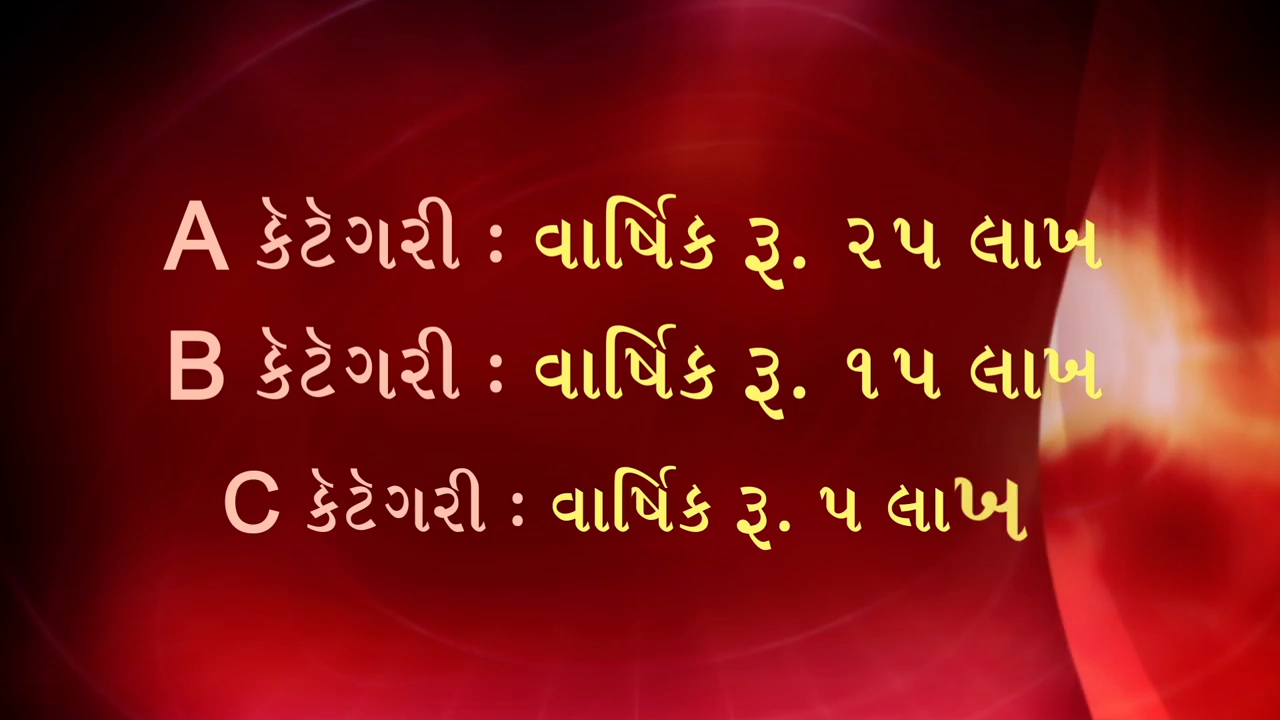 A કેટેગરી : વાર્ષિક રૂ. ૨૫ લાખ
B કેટેગરી : વાર્ષિક રૂ. ૧૫ લાખ
C કેટેગરી : વાર્ષિક રૂ. ૫ લાખ